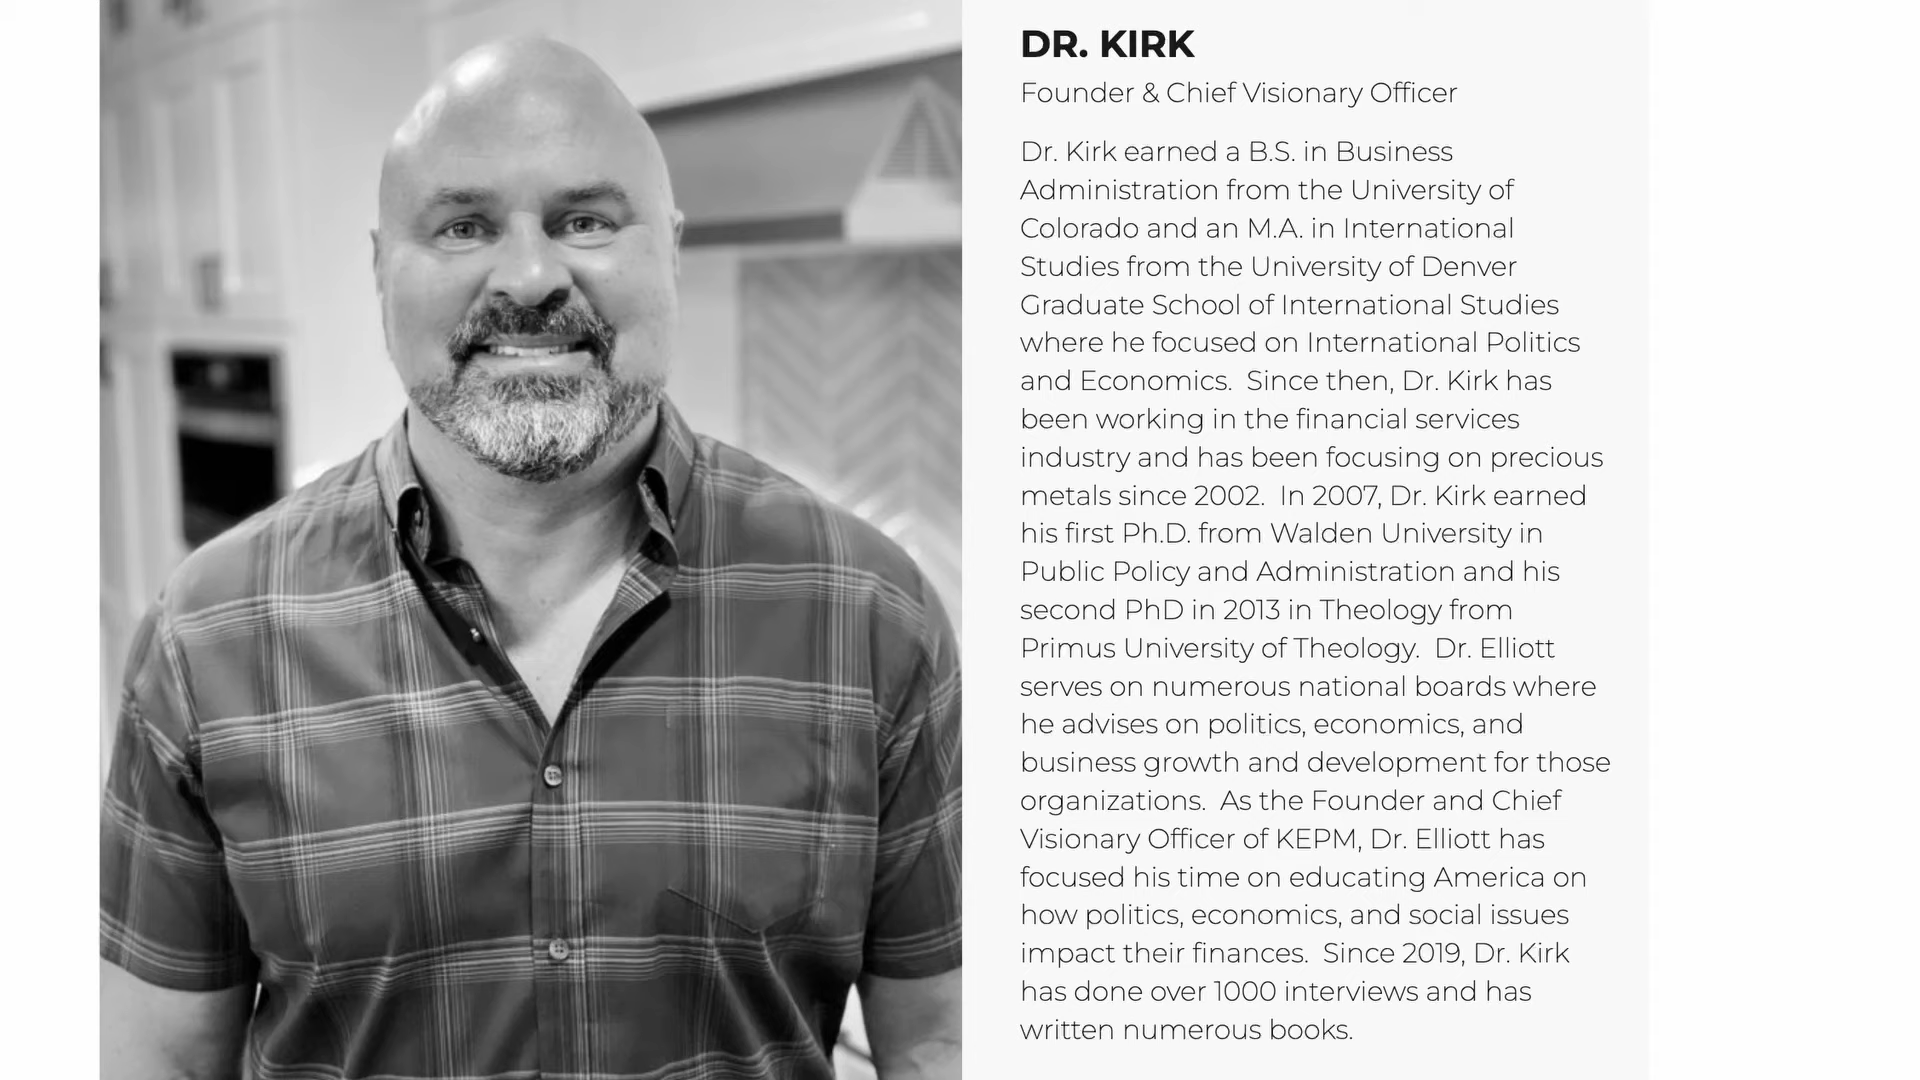 DR. KIRK
Founder & Chief Visionary Officer
Dr. Kirk earned a B.S. in Business
Administration from the University of
Colorado and an M.A. in International
Studies from the University of Denver
Graduate School of International Studies
where he focused on International Politics
and Economics.  Since then, Dr. Kirk has
been working in the financial services
industry and has been focusing on precious
metals since 2002.  In 2007, Dr. Kirk earned
his first Ph.D. from Walden University in
Public Policy and Administration and his
second PhD in 2013 in Theology from
Primus University of Theology.  Dr. Elliott
serves on numerous national boards where
he advises on politics, economics, and
business growth and development for those
organizations.  As the Founder and Chief
Visionary Officer of KEPM, Dr. Elliott has
focused his time on educating America on
how politics, economics, and social issues
impact their finances.  Since 2019, Dr. Kirk
has done over 1000 interviews and has
written numerous books.